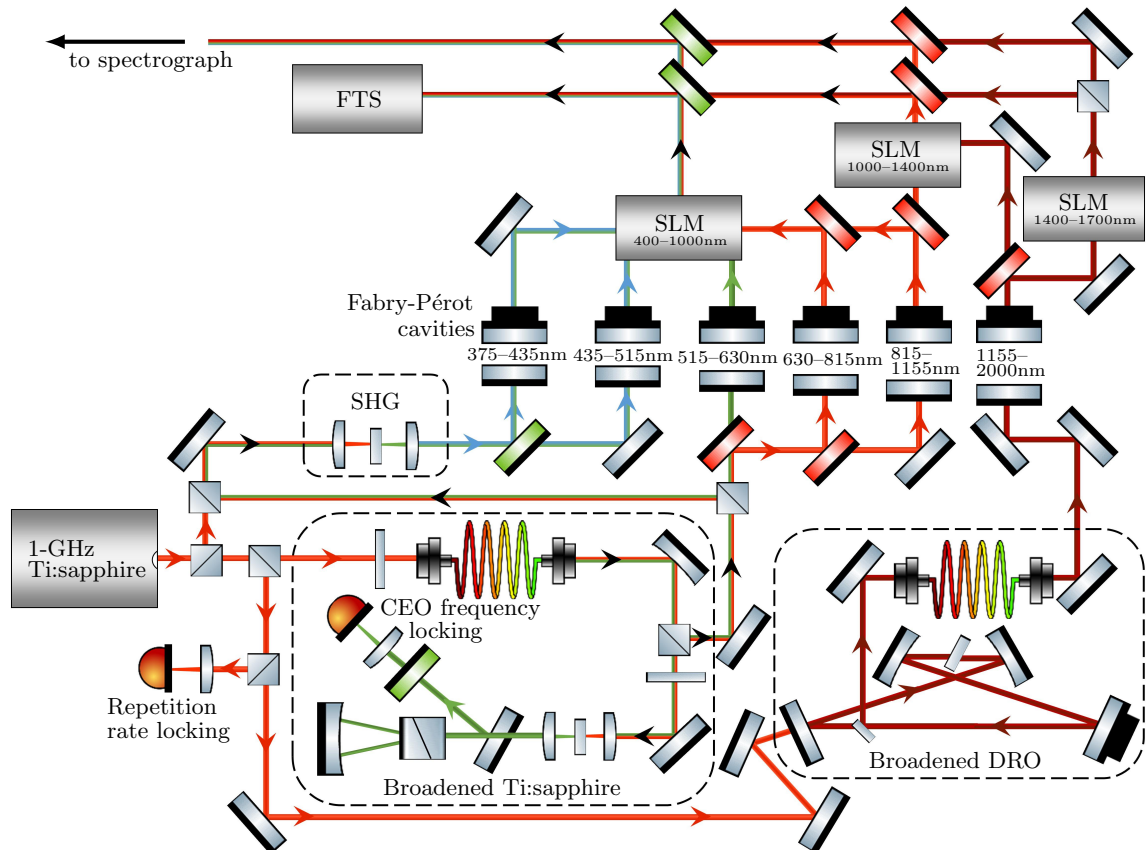 to spectrograph
FTS
SLM
1000–1400nm
SLM
1400–1700nm
SLM
400–1000nm
Fabry-Pérot
cavities
375–435nm
435–515nm
515–630nm
630–815nm
815–
1155nm
1155–
2000nm
SHG
1-GHz
Ti:sapphire
CEO frequency
locking
Repetition
rate locking
Broadened Ti:sapphire
Broadened DRO